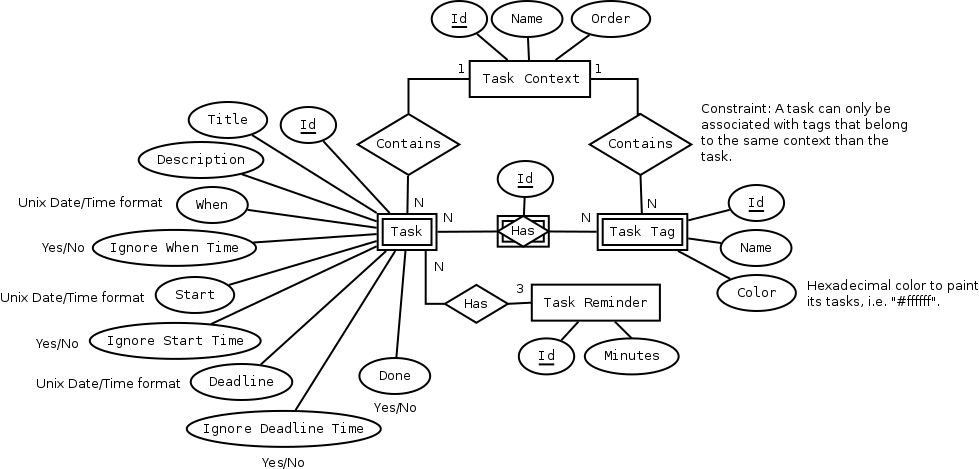 Id
Name
Order
1
Task Context
1
Title
Id
Constraint: A task can only be
associated with tags that belong
to the same context than the
task.
Contains
Contains
Description
Id
Unix Date/Time format
When
N
N
N
N
Id
Task
Has
Task Tag
Yes/No
Ignore When Time
Name
N
Unix Date/Time format
Start
3
Has
Task Reminder
Color
Hexadecimal color to paint
its tasks, i.e. "#ffffff".
Yes/No
Ignore Start Time
Id
Minutes
Unix Date/Time format
Deadline
Done
Yes/No
Ignore Deadline Time
Yes/No